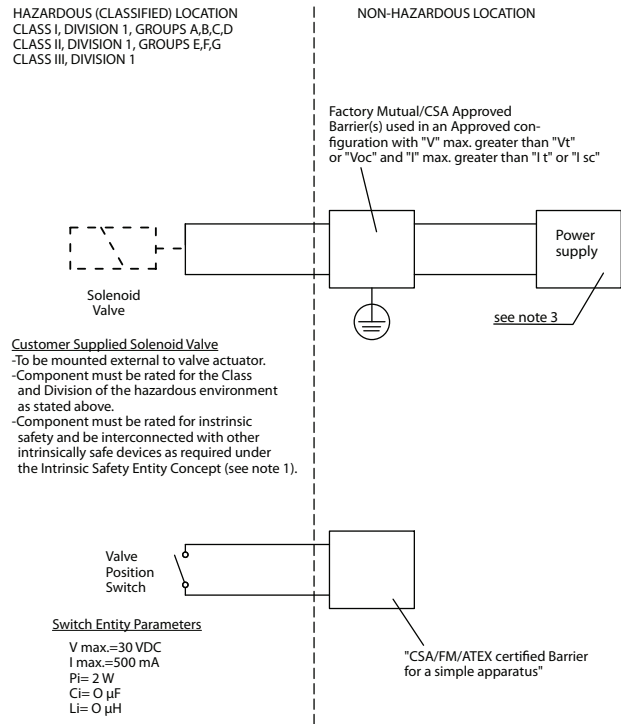 HAZARDOUS (CLASSIFIED) LOCATION
CLASS I, DIVISION 1, GROUPS A,B,C,D
CLASS II, DIVISION 1, GROUPS E,F,G
CLASS III, DIVISION 1
NON-HAZARDOUS LOCATION
Factory Mutual/CSA Approved
Barrier(s) used in an Approved con-
figuration with "V" max. greater than "Vt"
or "Voc" and "I" max. greater than "I t" or "I sc"
Power
supply
see note 3
Solenoid
Valve
Customer Supplied Solenoid Valve
-To be mounted external to valve actuator.
-Component must be rated for the Class
and Division of the hazardous environment
as stated above.
-Component must be rated for instrinsic
safety and be interconnected with other
intrinsically safe devices as required under
the Intrinsic Safety Entity Concept (see note 1).
Valve
Position
Switch
Switch Entity Parameters
V max.=30 VDC
I max.=500 mA
Pi= 2 W
Ci= O µF
Li= O µH
"CSA/FM/ATEX certified Barrier
for a simple apparatus"